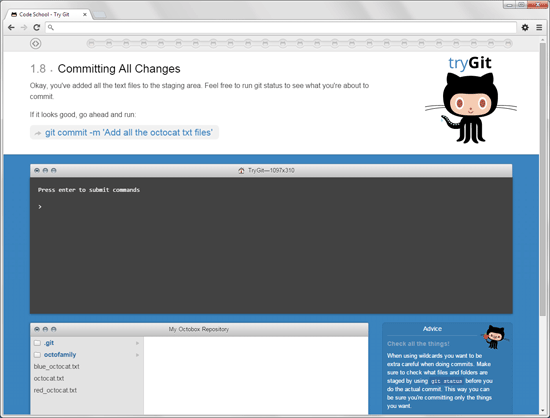 Code School - Try Git
1.8 . Committing All Changes
Okay, you've added all the text files to the staging area. Feel free to run git status to see what you're about to
commit.
If it looks good, go ahead and run:
git commit -m 'Add all the octocat txt files'
tryGit
TryGit—1097x310
Press enter to submit commands
>
My Octobox Repository
.git
octofamily
blue_octocat.txt
octocat.txt
red_octocat.txt
Advice
Check all the things!
When using wildcards you want to be
extra careful when doing commits. Make
sure to check what files and folders are
staged by using git status before you
do the actual commit. This way you can
be sure you're committing only the things
you want.